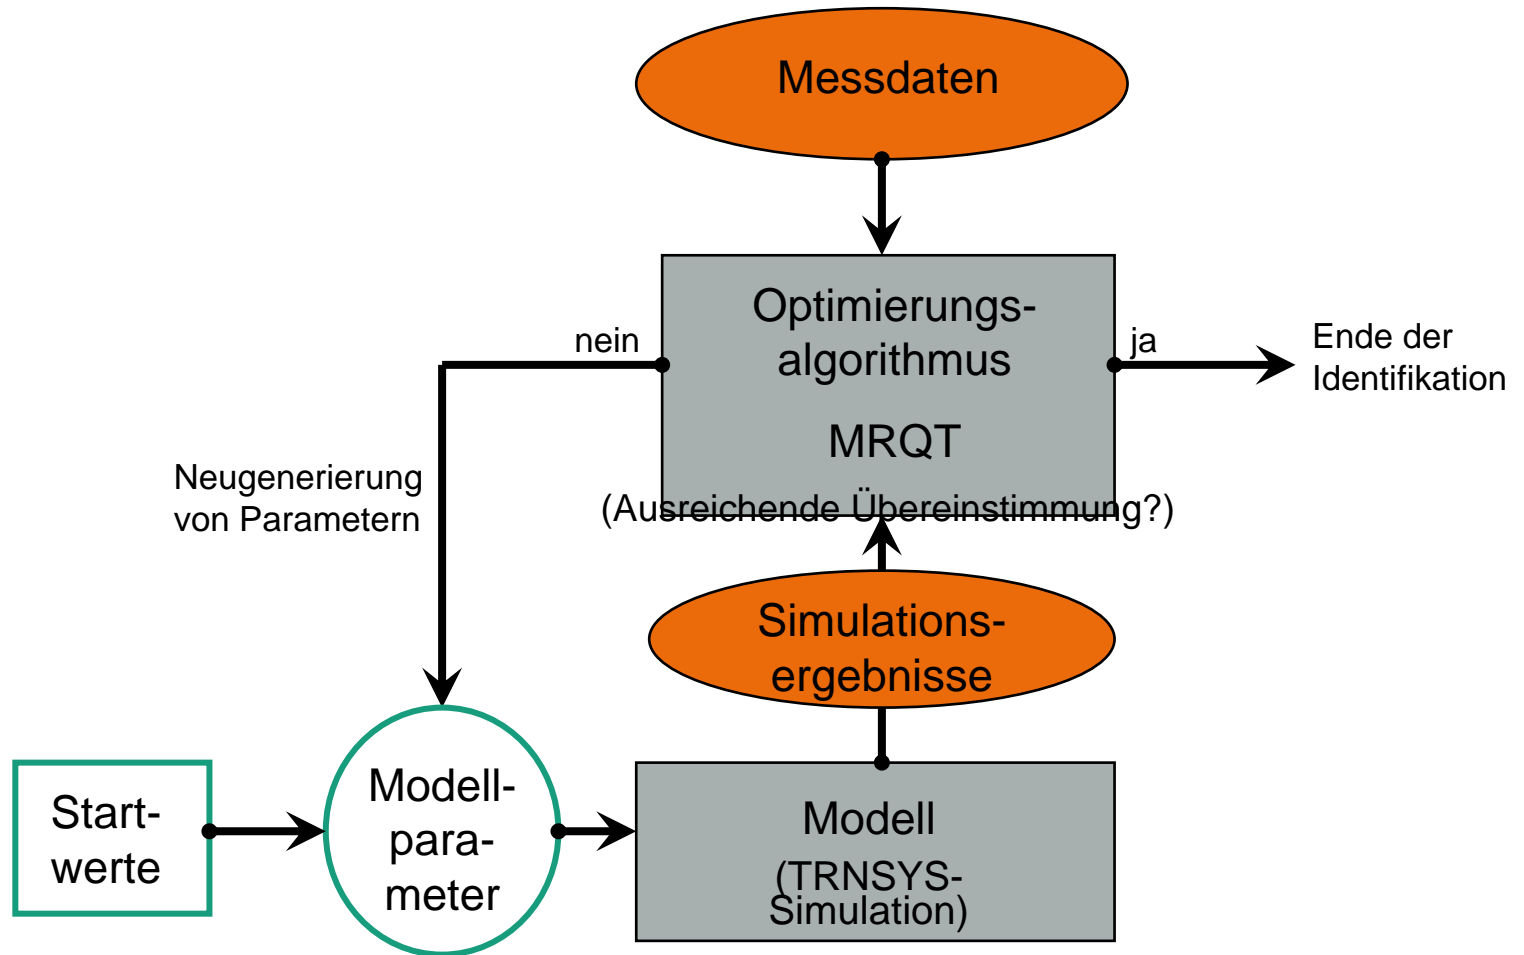 Messdaten
Optimierungs-
algorithmus
MRQT
(Ausreichende Übereinstimmung?)
nein
ja
Ende der
Identifikation
Neugenerierung
von Parametern
Simulations-
ergebnisse
Start-
werte
Modell-
para-
meter
Modell
(TRNSYS-
Simulation)